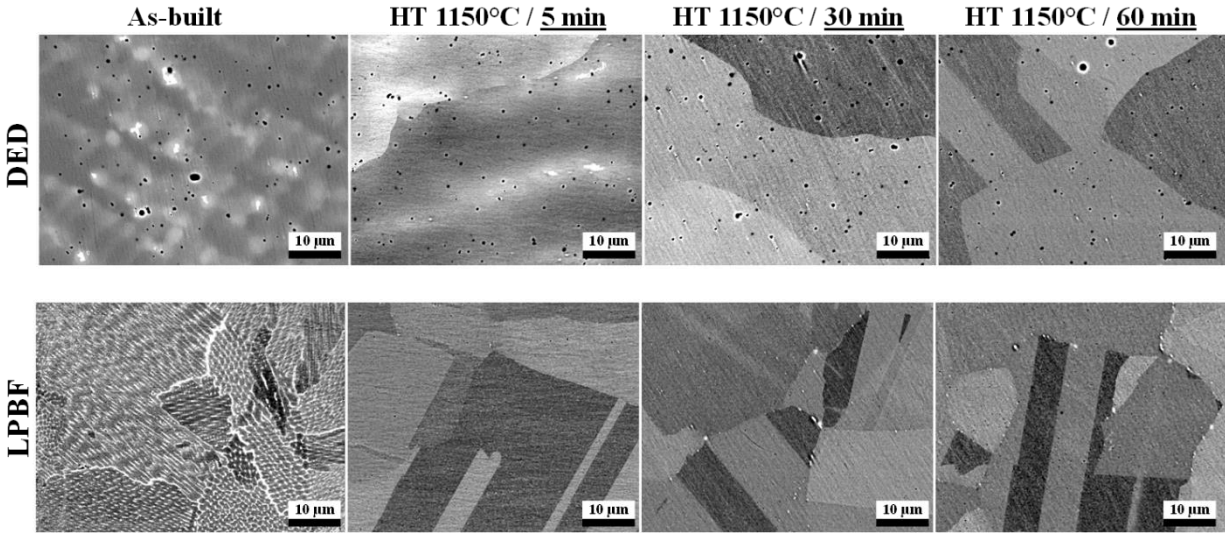 As-built HT 1150°C / 5 min HT 1150°C / 30 min HT 1150°C / 60 min
DED
10 μm 10 μm 10 μm 10 μm
LPBF
10 μm 10 μm 10 μm 10 μm